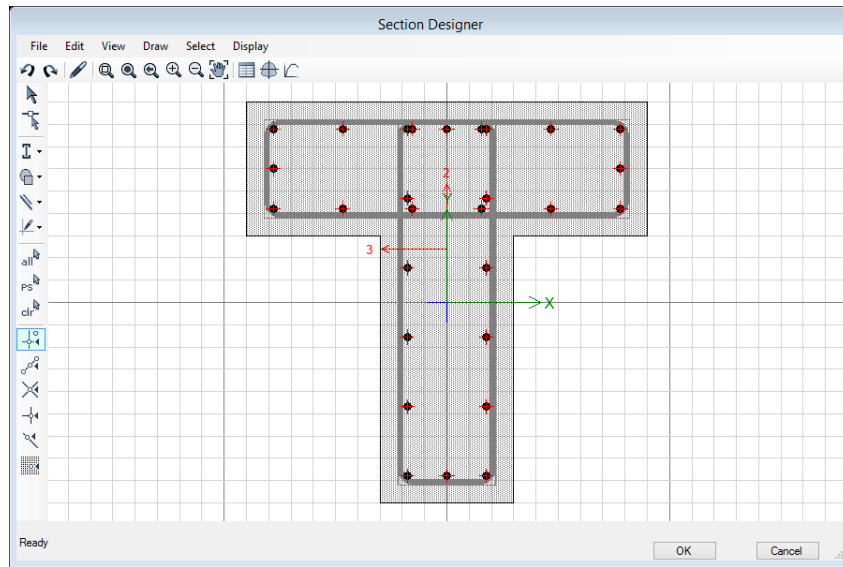 Section Designer
File Edit View Draw Select Display
all
PS
clr
2
Y
3
X
Ready
OK Cancel